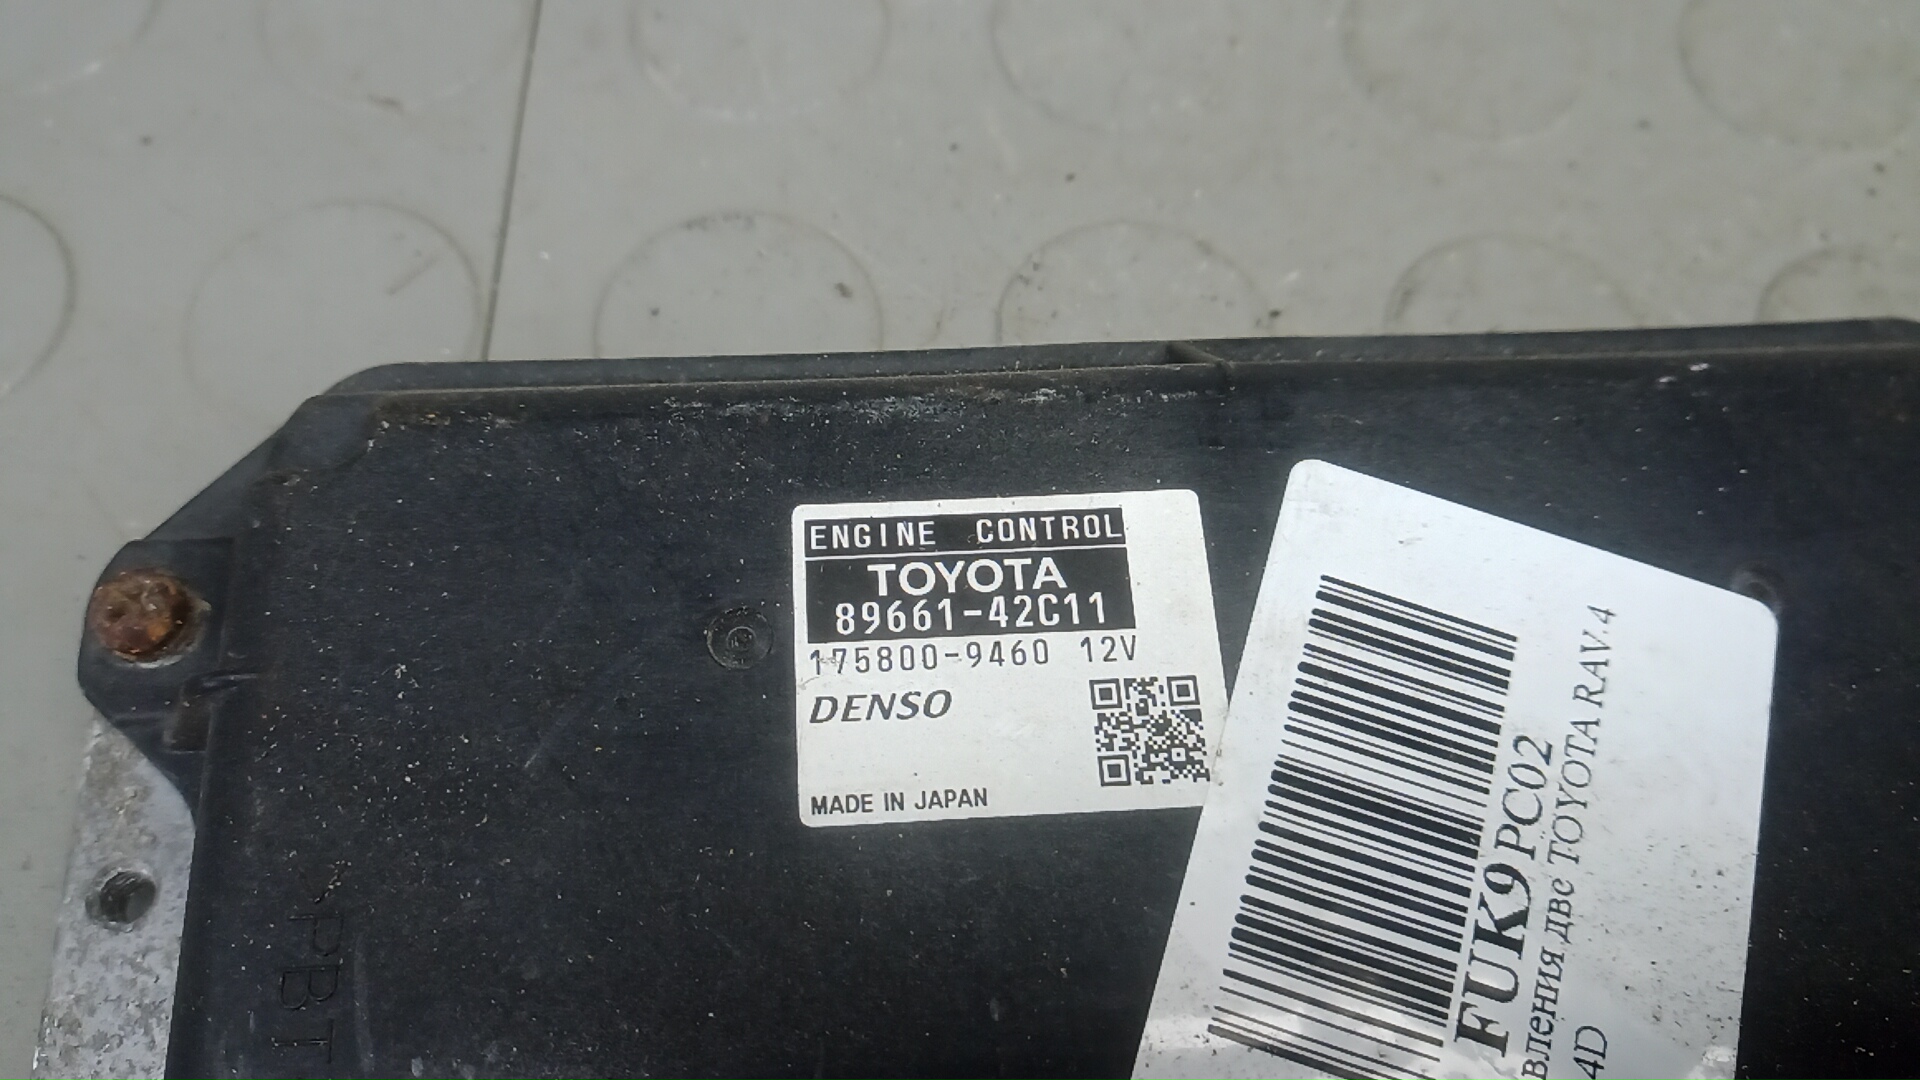 ENGINE CONTROL
TOYOTA
89661-42C11
175800-9460 12V
DENSO
MADE IN JAPAN
FUK9PC02
вления двс TOYOTA RAV 4
4D
>PBT